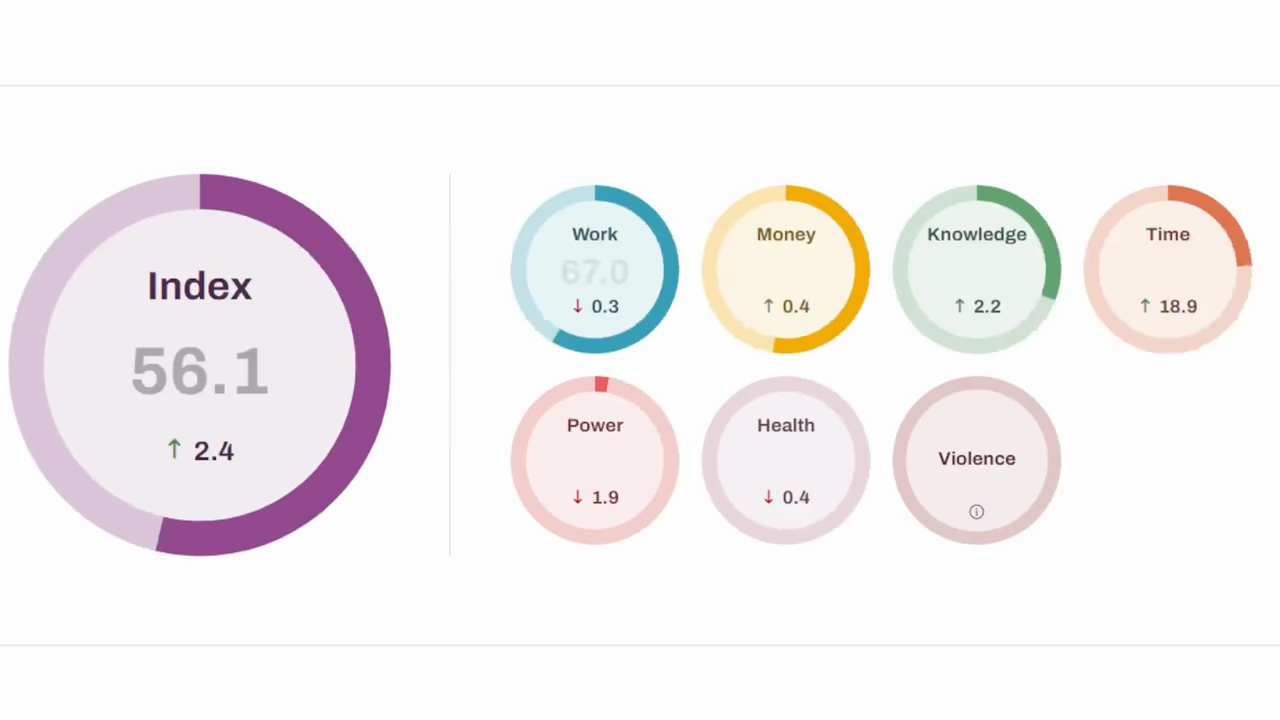 Index
56.1
↑ 2.4
Work
67.0
↓ 0.3
Money
↑ 0.4
Knowledge
↑ 2.2
Time
↑ 18.9
Power
↓ 1.9
Health
↓ 0.4
Violence